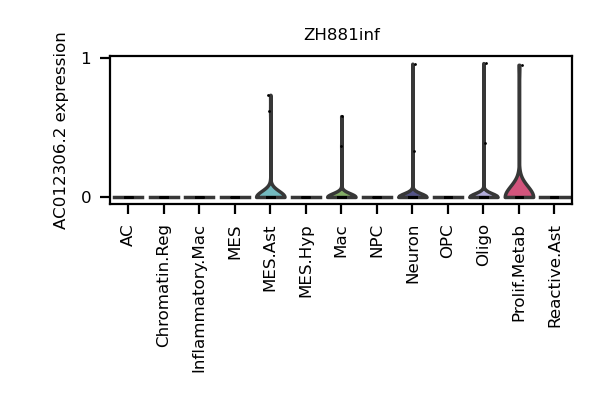 ZH881inf
AC012306.2 expression
1
0
AC
Chromatin.Reg
Inflammatory.Mac
MES
MES.Ast
MES.Hyp
Mac
NPC
Neuron
OPC
Oligo
Prolif.Metab
Reactive.Ast